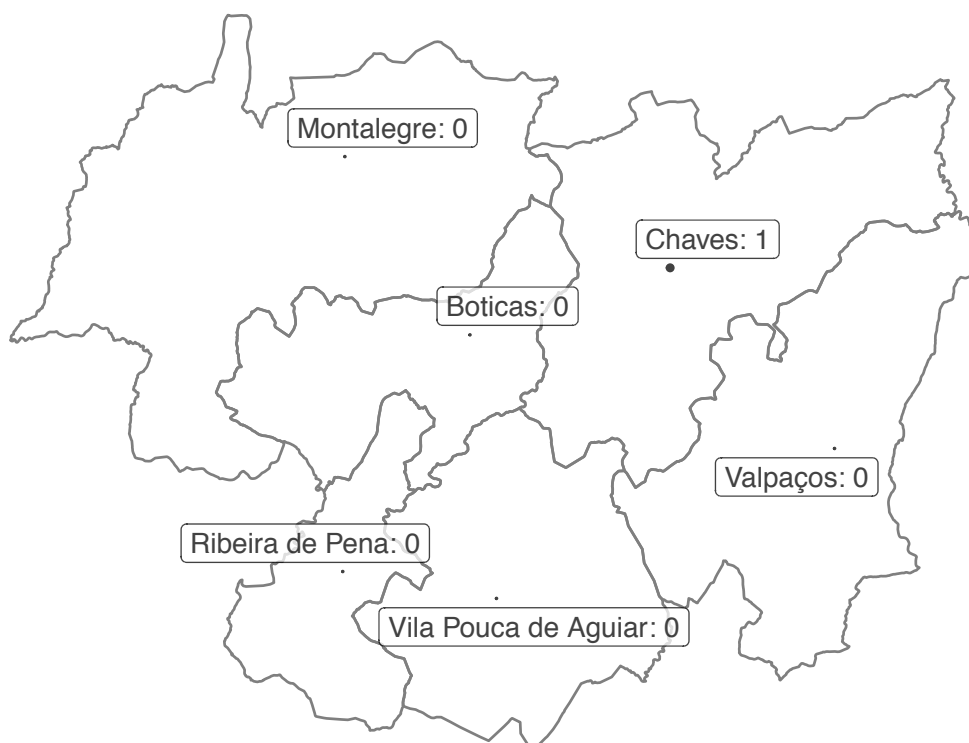 Montalegre: 0
Chaves: 1
Boticas: 0
Valpaços: 0
Ribeira de Pena: 0
Vila Pouca de Aguiar: 0